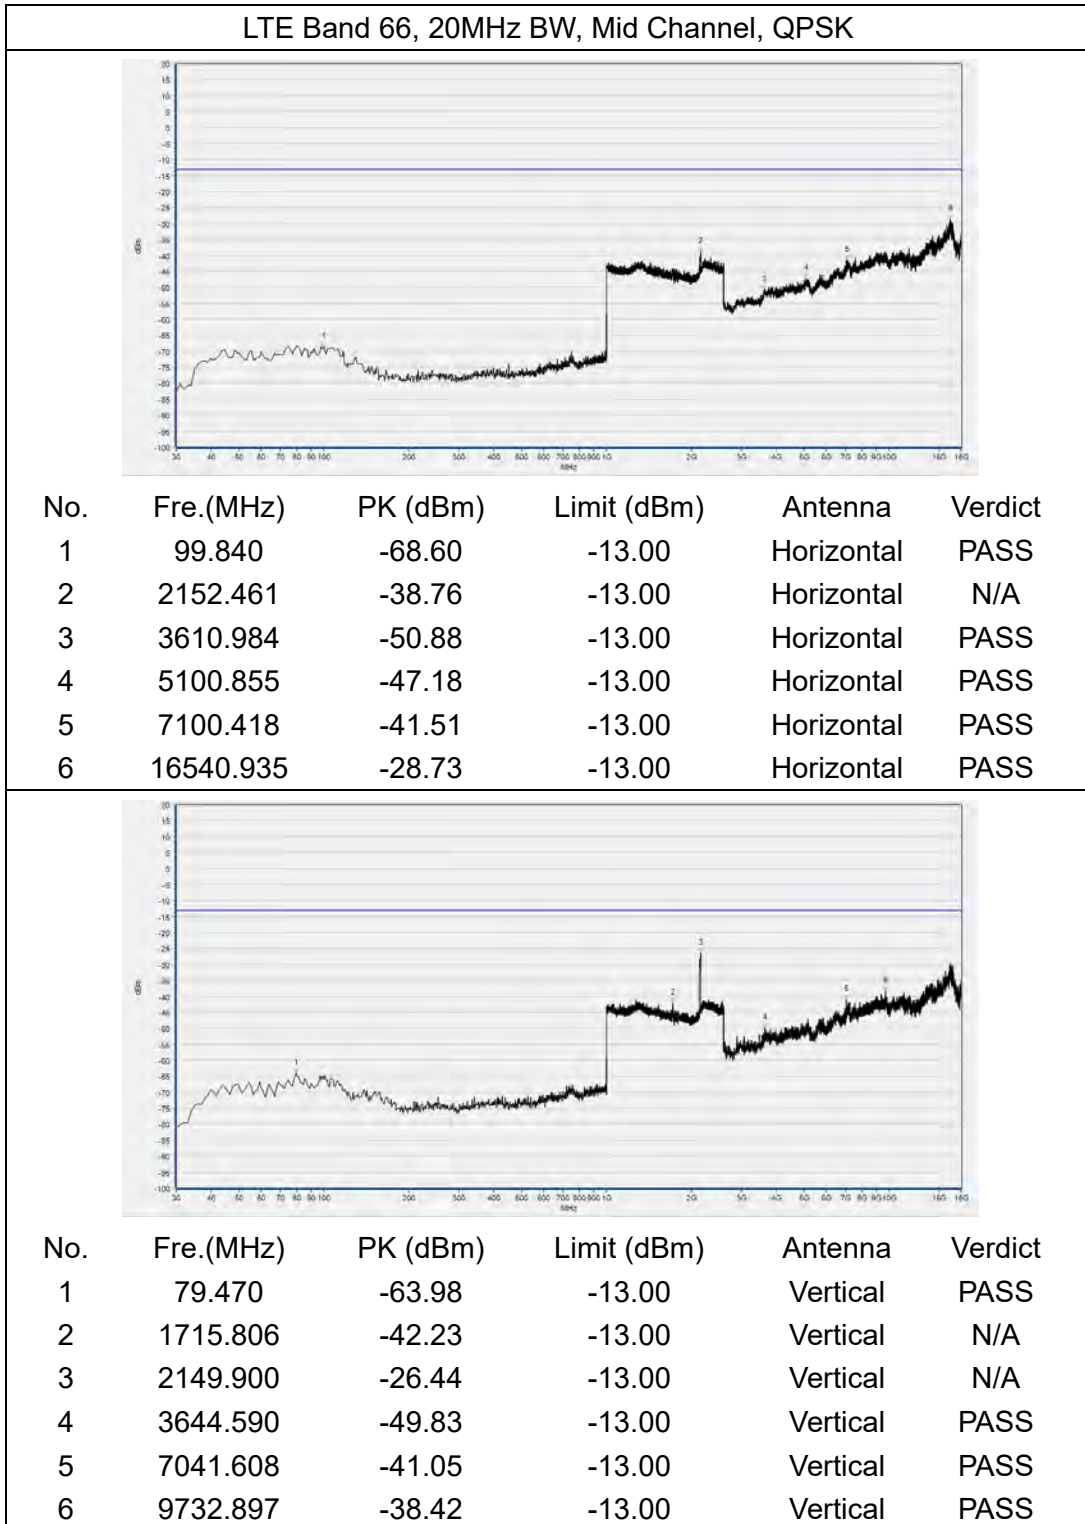 LTE Band 66, 20MHz BW, Mid Channel, QPSK
No. Fre.(MHz) PK (dBm) Limit (dBm) Antenna Verdict
1 99.840 -68.60 -13.00 Horizontal PASS
2 2152.461 -38.76 -13.00 Horizontal N/A
3 3610.984 -50.88 -13.00 Horizontal PASS
4 5100.855 -47.18 -13.00 Horizontal PASS
5 7100.418 -41.51 -13.00 Horizontal PASS
6 16540.935 -28.73 -13.00 Horizontal PASS
No. Fre.(MHz) PK (dBm) Limit (dBm) Antenna Verdict
1 79.470 -63.98 -13.00 Vertical PASS
2 1715.806 -42.23 -13.00 Vertical N/A
3 2149.900 -26.44 -13.00 Vertical N/A
4 3644.590 -49.83 -13.00 Vertical PASS
5 7041.608 -41.05 -13.00 Vertical PASS
6 9732.897 -38.42 -13.00 Vertical PASS